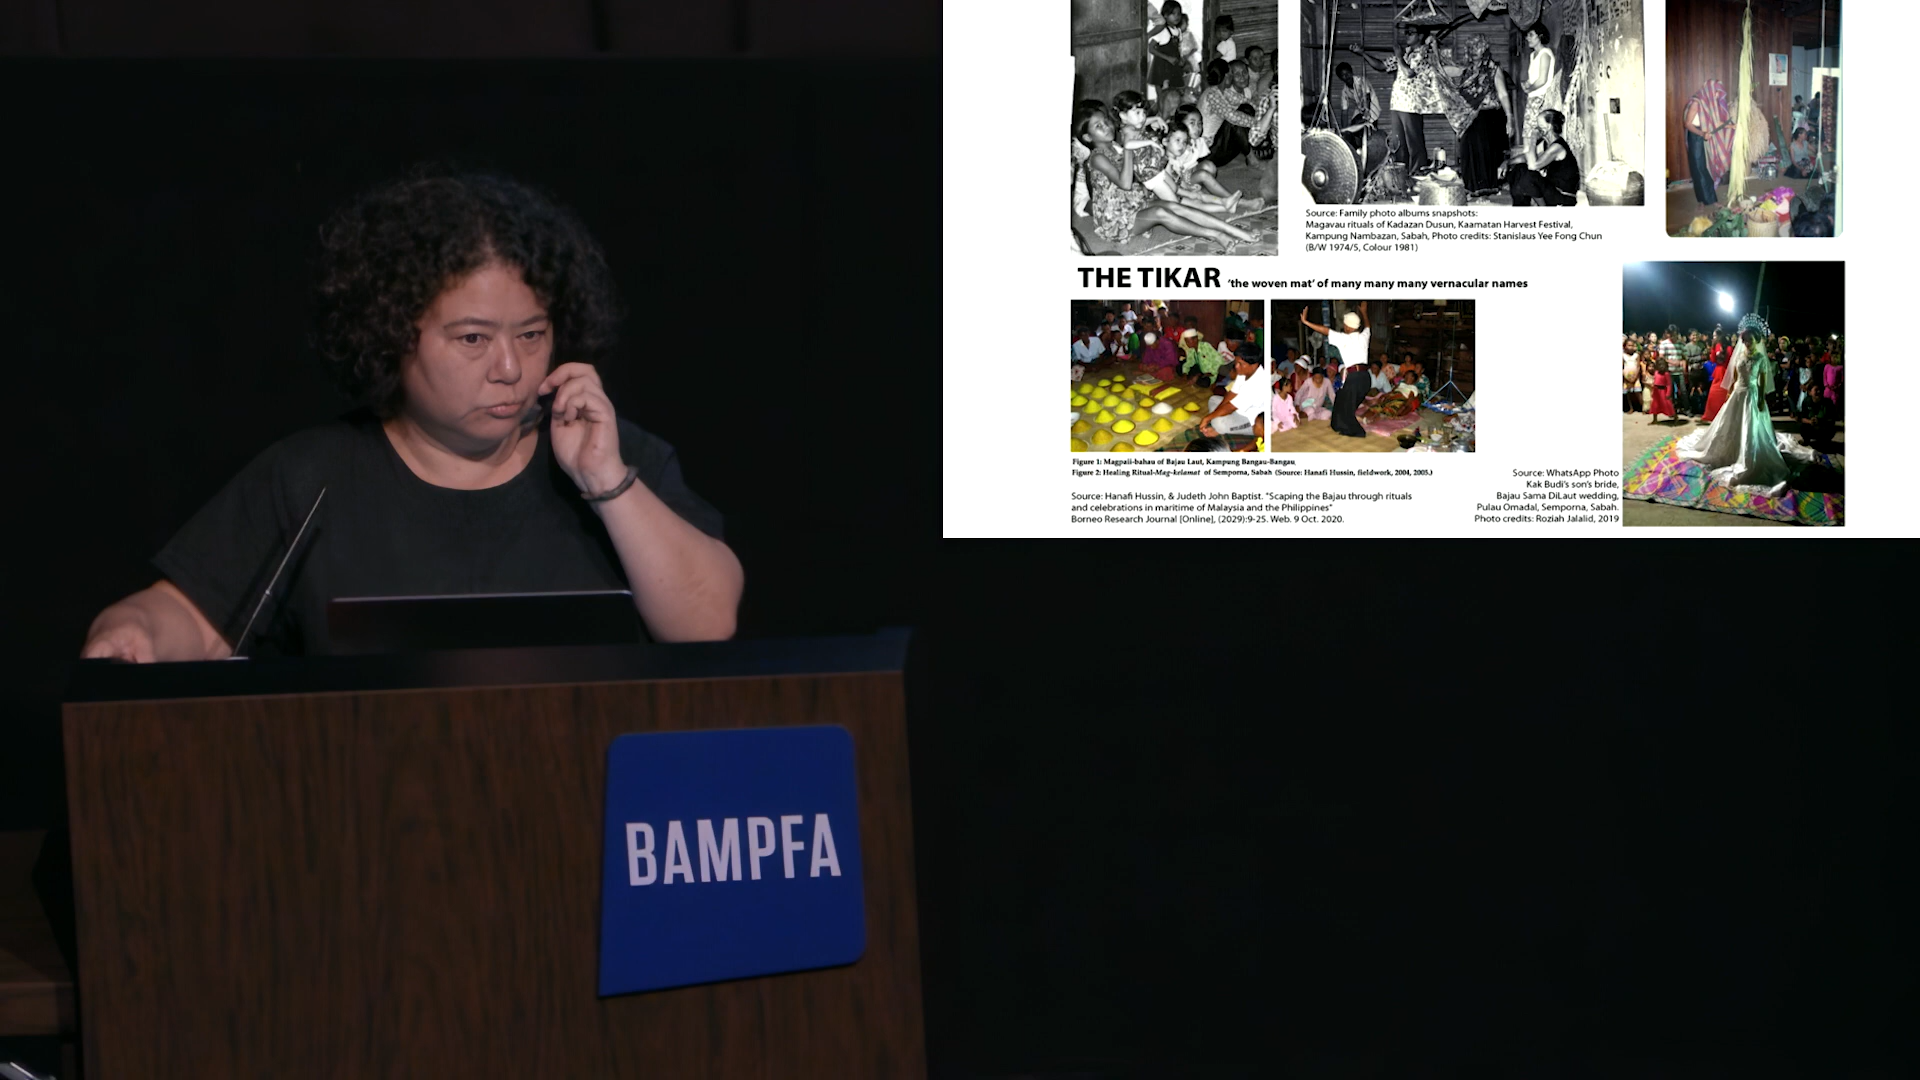 Source: Family photo albums snapshots:
Magavau rituals of Kadazan Dusun, Kaamatan Harvest Festival,
Kampung Nambazan, Sabah, Photo credits: Stanislaus Yee Fong Chun
(B/W 1974/5, Colour 1981)
THE TIKAR 'the woven mat' of many many many vernacular names
Figure 1: Magpaii-bahau of Bajau Laut, Kampung Bangau-Bangau,
Figure 2: Healing Ritual-Mag-kelamat of Semporna, Sabah (Source: Hanafi Hussin, fieldwork, 2004, 2005.)
Source: Hanafi Hussin, & Judeth John Baptist. "Scaping the Bajau through rituals
and celebrations in maritime of Malaysia and the Philippines"
Borneo Research Journal [Online], (2029):9-25. Web. 9 Oct. 2020.
Source: WhatsApp Photo
Kak Budi's son's bride,
Bajau Sama DiLaut wedding,
Pulau Omadal, Semporna, Sabah.
Photo credits: Roziah Jalalid, 2019
BAMPFA